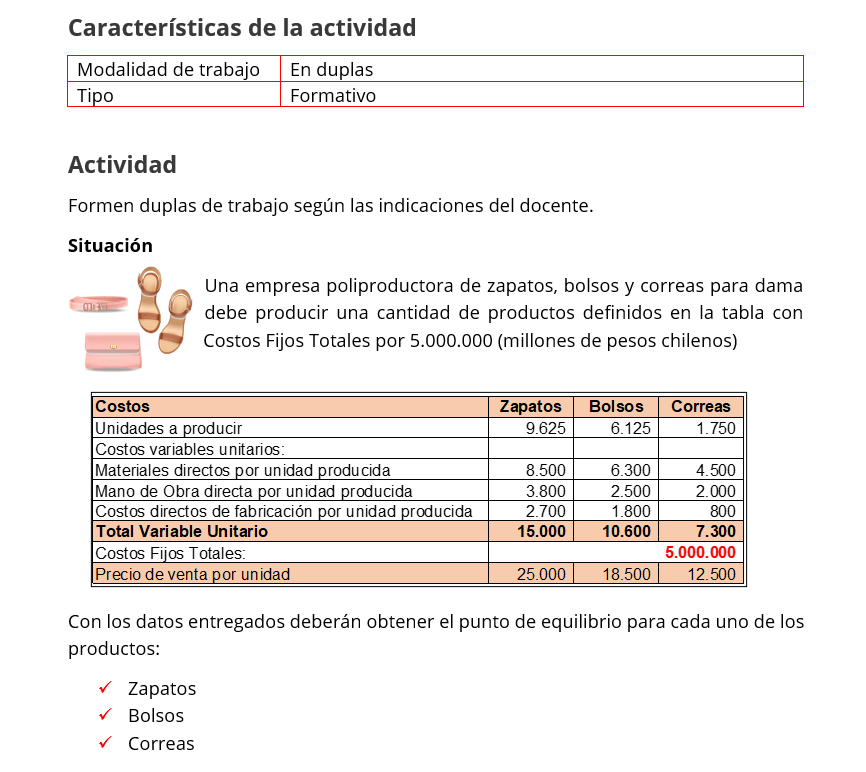 Características de la actividad
Modalidad de trabajo En duplas
Tipo Formativo
Actividad
Formen duplas de trabajo según las indicaciones del docente.
Situación
Una empresa poliproductora de zapatos, bolsos y correas para dama
debe producir una cantidad de productos definidos en la tabla con
Costos Fijos Totales por 5.000.000 (millones de pesos chilenos)
Costos Zapatos Bolsos Correas
Unidades a producir 9.625 6.125 1.750
Costos variables unitarios:
Materiales directos por unidad producida 8.500 6.300 4.500
Mano de Obra directa por unidad producida 3.800 2.500 2.000
Costos directos de fabricación por unidad producida 2.700 1.800 800
Total Variable Unitario 15.000 10.600 7.300
Costos Fijos Totales: 5.000.000
Precio de venta por unidad 25.000 18.500 12.500
Con los datos entregados deberán obtener el punto de equilibrio para cada uno de los
productos:
✓ Zapatos
✓ Bolsos
✓ Correas